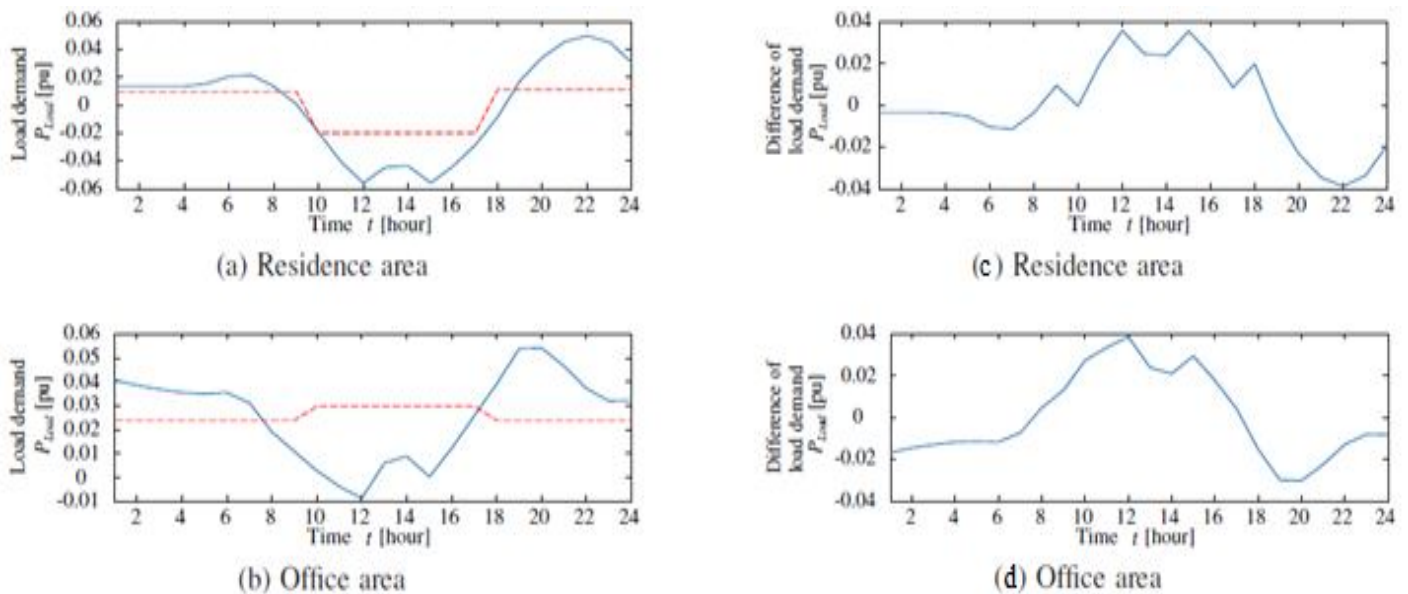 Load demand
P_Load [pu]
0.06
0.04
0.02
0
-0.02
-0.04
-0.06
2 4 6 8 10 12 14 16 18 20 22 24
Time t [hour]
(a) Residence area
Difference of
load demand
P_Load [pu]
0.04
0.02
0
-0.02
-0.04
2 4 6 8 10 12 14 16 18 20 22 24
Time t [hour]
(c) Residence area
Load demand
P_Load [pu]
0.06
0.05
0.04
0.03
0.02
0.01
0
-0.01
2 4 6 8 10 12 14 16 18 20 22 24
Time t [hour]
(b) Office area
Difference of
load demand
P_Load [pu]
0.04
0.02
0
-0.02
-0.04
2 4 6 8 10 12 14 16 18 20 22 24
Time t [hour]
(d) Office area